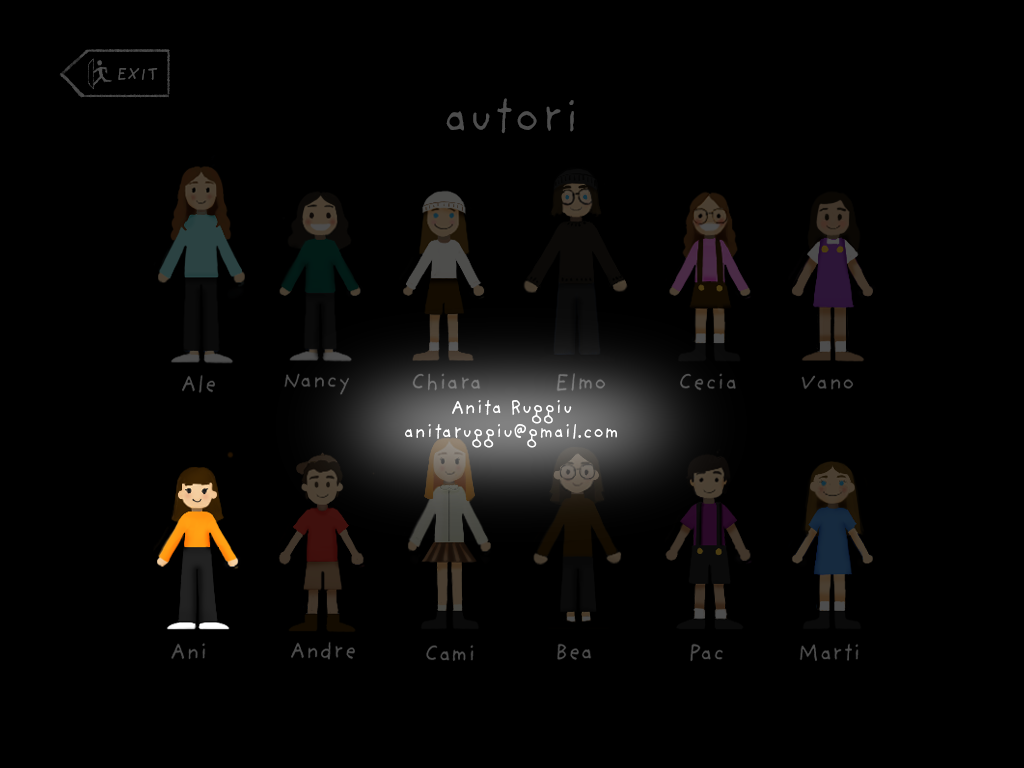 EXIT
autori
Ale
Nancy
Chiara
Elmo
Cecia
Vano
Anita Ruggiu
anitaruggiu@gmail.com
Ani
Andre
Cami
Bea
Pac
Marti